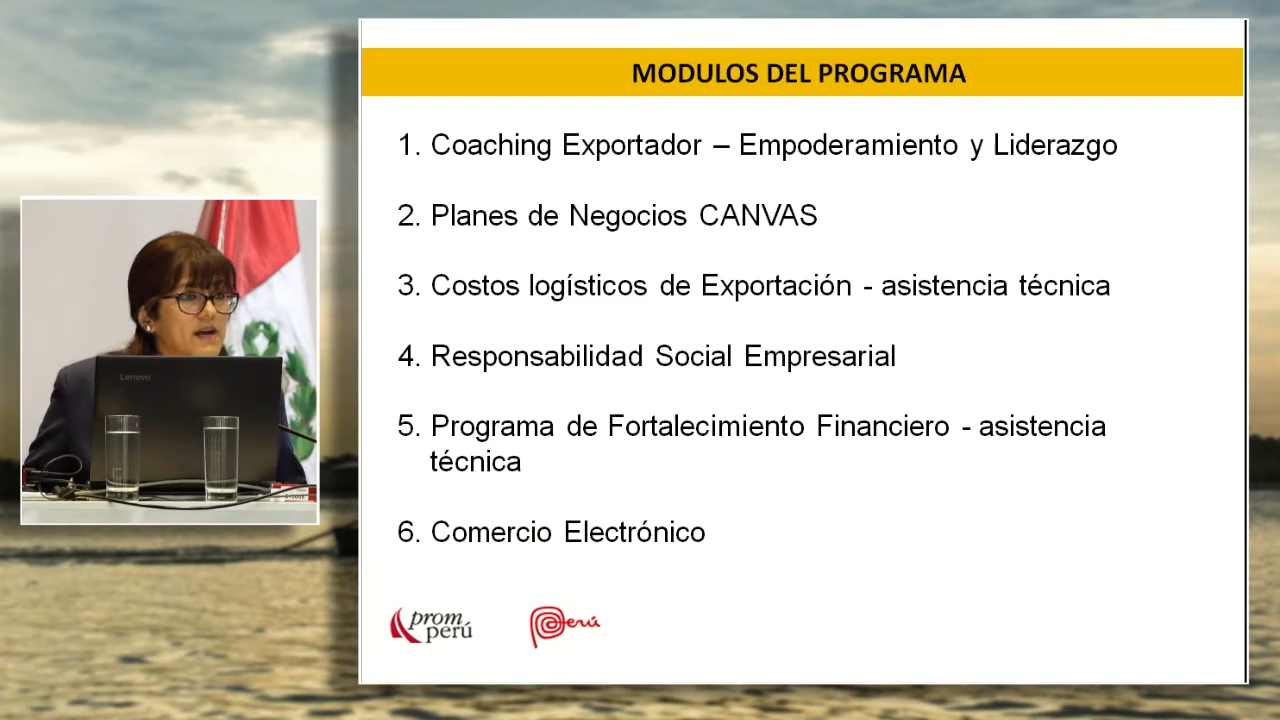 MODULOS DEL PROGRAMA
1. Coaching Exportador – Empoderamiento y Liderazgo
2. Planes de Negocios CANVAS
3. Costos logísticos de Exportación - asistencia técnica
4. Responsabilidad Social Empresarial
5. Programa de Fortalecimiento Financiero - asistencia
técnica
6. Comercio Electrónico
prom
perú
Perú
Lenovo